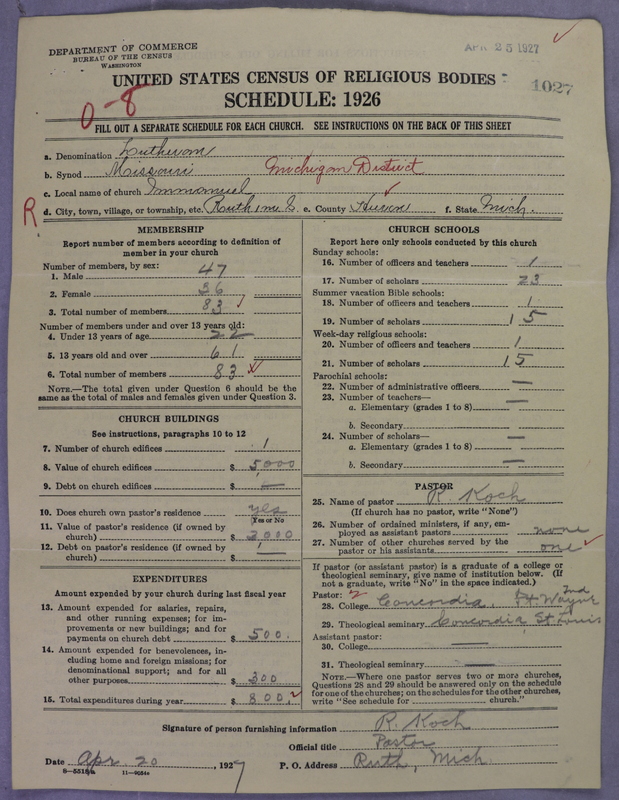 DEPARTMENT OF COMMERCE
BUREAU OF THE CENSUS
WASHINGTON
APR 25 1927
UNITED STATES CENSUS OF RELIGIOUS BODIES
1027
SCHEDULE: 1926
0-8
FILL OUT A SEPARATE SCHEDULE FOR EACH CHURCH. SEE INSTRUCTIONS ON THE BACK OF THIS SHEET
a. Denomination Lutheran
b. Synod Missouri Michigan District
c. Local name of church Immanuel
R d. City, town, village, or township, etc. Ruth e. County Huron f. State Mich.
MEMBERSHIP
Report number of members according to definition of
member in your church
Number of members, by sex:
1. Male 47
2. Female 36
3. Total number of members 83
Number of members under and over 13 years old:
4. Under 13 years of age 22
5. 13 years old and over 61
6. Total number of members 83
NOTE.—The total given under Question 6 should be the
same as the total of males and females given under Question 3.
CHURCH BUILDINGS
See instructions, paragraphs 10 to 12
7. Number of church edifices 1
8. Value of church edifices $ 5,000
9. Debt on church edifices $ —
10. Does church own pastor's residence yes
Yes or No
11. Value of pastor's residence (if owned by
church) $ 3,000
12. Debt on pastor's residence (if owned by
church) $ —
EXPENDITURES
Amount expended by your church during last fiscal year
13. Amount expended for salaries, repairs,
and other running expenses; for im-
provements or new buildings; and for
payments on church debt $ 500.
14. Amount expended for benevolences, in-
cluding home and foreign missions; for
denominational support; and for all
other purposes $ 300
15. Total expenditures during year $ 800.
CHURCH SCHOOLS
Report here only schools conducted by this church
Sunday schools:
16. Number of officers and teachers 1
17. Number of scholars 23
Summer vacation Bible schools:
18. Number of officers and teachers 1
19. Number of scholars 15
Week-day religious schools:
20. Number of officers and teachers 1
21. Number of scholars 15
Parochial schools:
22. Number of administrative officers —
23. Number of teachers—
a. Elementary (grades 1 to 8) —
b. Secondary
24. Number of scholars—
a. Elementary (grades 1 to 8) —
b. Secondary —
PASTOR
25. Name of pastor R. Koch
(If church has no pastor, write "None")
26. Number of ordained ministers, if any, em-
ployed as assistant pastors none
27. Number of other churches served by the
pastor or his assistants one
If pastor (or assistant pastor) is a graduate of a college or
theological seminary, give name of institution below. (If
not a graduate, write "No" in the space indicated.)
Pastor:
28. College Concordia, Ft Wayne Ind
29. Theological seminary Concordia St Louis
Assistant pastor:
30. College —
31. Theological seminary —
NOTE.—Where one pastor serves two or more churches,
Questions 28 and 29 should be answered only on the schedule
for one of the churches; on the schedules for the other churches,
write "See schedule for church."
Signature of person furnishing information R. Koch
Official title Pastor
Date Apr. 20, 1927 P. O. Address Ruth, Mich.
11—9054